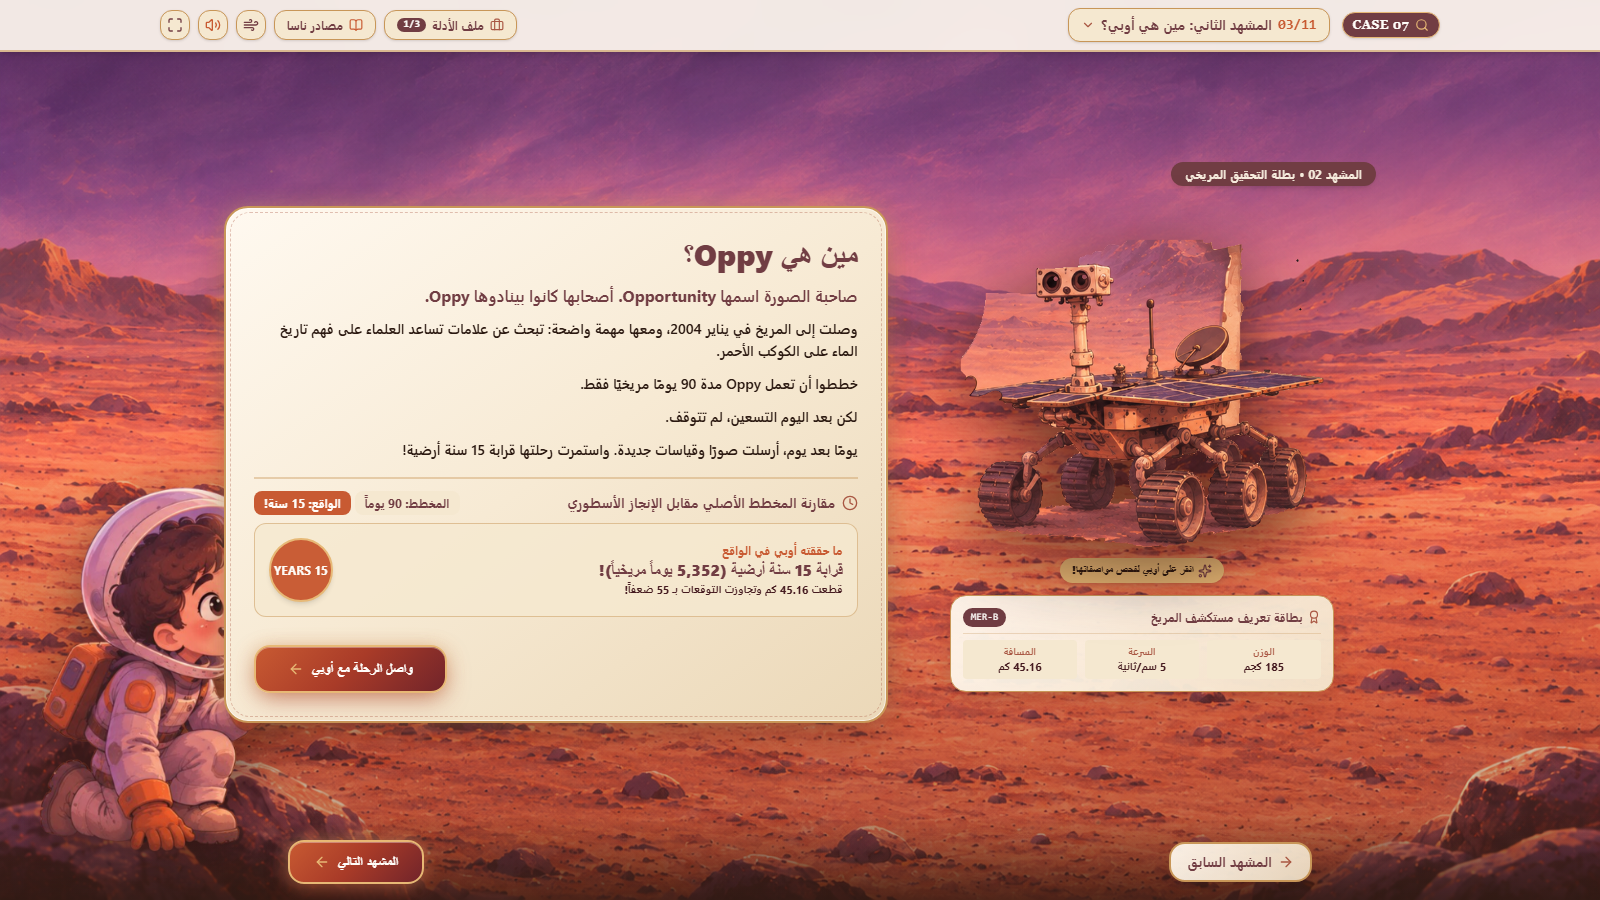 CASE 07
03/11 المشهد الثاني: مين هي أوبي؟
ملف الأدلة 1/3
مصادر ناسا
المشهد 02 • بطلة التحقيق المريخي
مين هي Oppy؟
صاحبة الصورة اسمها Opportunity. أصحابها كانوا بينادوها Oppy.
وصلت إلى المريخ في يناير 2004، ومعها مهمة واضحة: تبحث عن علامات تساعد العلماء على فهم تاريخ
الماء على الكوكب الأحمر.
خططوا أن تعمل Oppy مدة 90 يومًا مريخيًا فقط.
لكن بعد اليوم التسعين، لم تتوقف.
يومًا بعد يوم، أرسلت صورًا وقياسات جديدة. واستمرت رحلتها قرابة 15 سنة أرضية!
مقارنة المخطط الأصلي مقابل الإنجاز الأسطوري
المخطط: 90 يوماً
الواقع: 15 سنة!
ما حققته أوبي في الواقع
قرابة 15 سنة أرضية (5,352 يوماً مريخياً)!
قطعت 45.16 كم وتجاوزت التوقعات بـ 55 ضعفاً!
YEARS 15
واصل الرحلة مع أوبي
انقر على أوبي لفحص مواصفاتها!
بطاقة تعريف مستكشف المريخ
MER-B
الوزن
185 كجم
السرعة
5 سم/ثانية
المسافة
45.16 كم
المشهد السابق
المشهد التالي